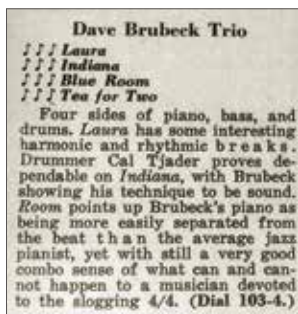 Dave Brubeck Trio
♪♪♪ Laura
♪♪♪ Indiana
♪♪♪ Blue Room
♪♪♪ Tea for Two
Four sides of piano, bass, and
drums. Laura has some interesting
harmonic and rhythmic breaks.
Drummer Cal Tjader proves de-
pendable on Indiana, with Brubeck
showing his technique to be sound.
Room points up Brubeck's piano as
being more easily separated from
the beat than the average jazz
pianist, yet with still a very good
combo sense of what can and can-
not happen to a musician devoted
to the slogging 4/4. (Dial 103-4.)